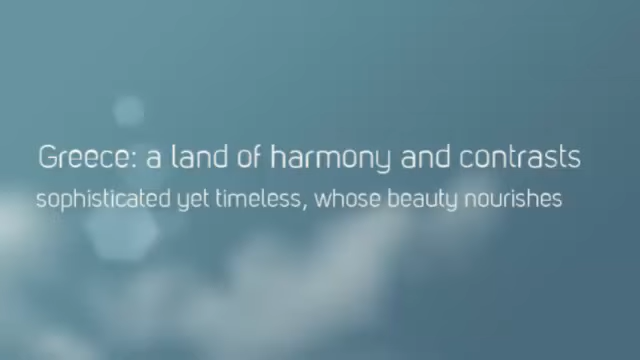 Greece: a land of harmony and contrasts
sophisticated yet timeless, whose beauty nourishes